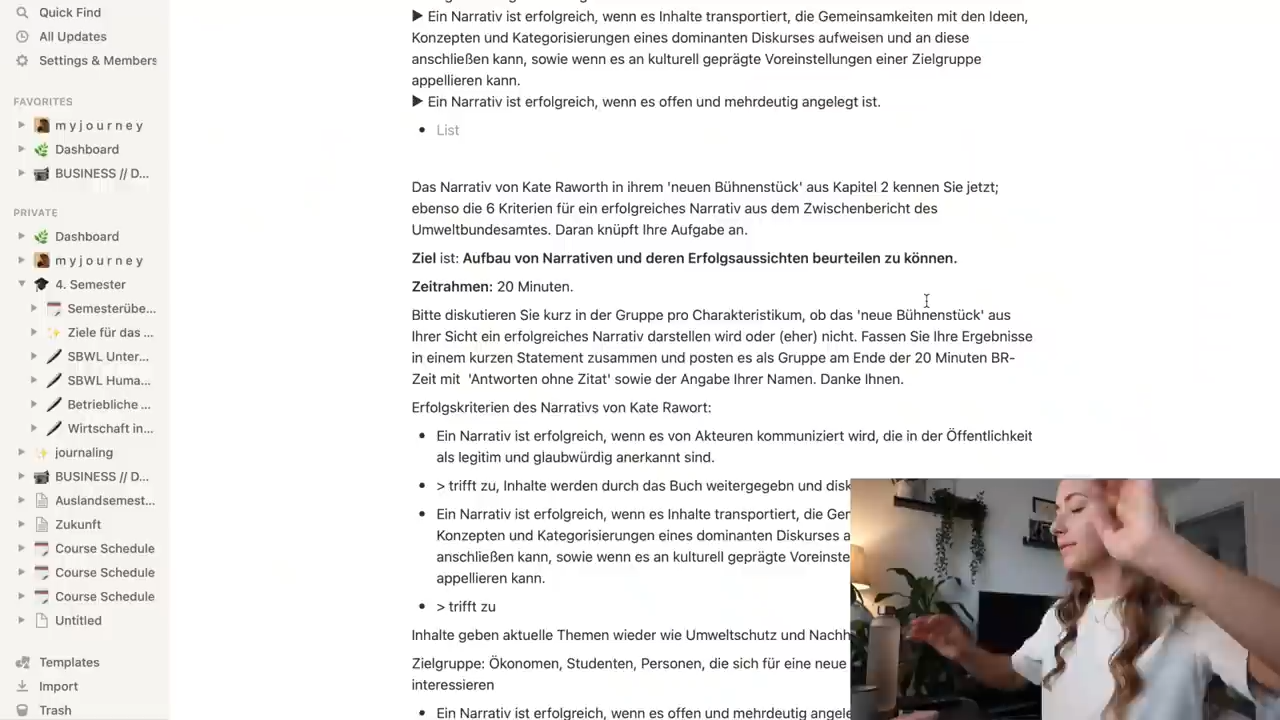 Quick Find
All Updates
Settings & Members
FAVORITES
m y j o u r n e y
Dashboard
BUSINESS // D...
PRIVATE
Dashboard
m y j o u r n e y
4. Semester
Semesterübe...
Ziele für das ...
SBWL Unter...
SBWL Huma...
Betriebliche ...
Wirtschaft in...
journaling
BUSINESS // D...
Auslandsemest...
Zukunft
Course Schedule
Course Schedule
Course Schedule
Untitled
Templates
Import
Trash
▶ Ein Narrativ ist erfolgreich, wenn es Inhalte transportiert, die Gemeinsamkeiten mit den Ideen,
Konzepten und Kategorisierungen eines dominanten Diskurses aufweisen und an diese
anschließen kann, sowie wenn es an kulturell geprägte Voreinstellungen einer Zielgruppe
appellieren kann.
▶ Ein Narrativ ist erfolgreich, wenn es offen und mehrdeutig angelegt ist.
• List
Das Narrativ von Kate Raworth in ihrem 'neuen Bühnenstück' aus Kapitel 2 kennen Sie jetzt;
ebenso die 6 Kriterien für ein erfolgreiches Narrativ aus dem Zwischenbericht des
Umweltbundesamtes. Daran knüpft Ihre Aufgabe an.
Ziel ist: Aufbau von Narrativen und deren Erfolgsaussichten beurteilen zu können.
Zeitrahmen: 20 Minuten.
Bitte diskutieren Sie kurz in der Gruppe pro Charakteristikum, ob das 'neue Bühnenstück' aus
Ihrer Sicht ein erfolgreiches Narrativ darstellen wird oder (eher) nicht. Fassen Sie Ihre Ergebnisse
in einem kurzen Statement zusammen und posten es als Gruppe am Ende der 20 Minuten BR-
Zeit mit 'Antworten ohne Zitat' sowie der Angabe Ihrer Namen. Danke Ihnen.
Erfolgskriterien des Narrativs von Kate Rawort:
• Ein Narrativ ist erfolgreich, wenn es von Akteuren kommuniziert wird, die in der Öffentlichkeit
als legitim und glaubwürdig anerkannt sind.
• > trifft zu, Inhalte werden durch das Buch weitergegebn und disk
• Ein Narrativ ist erfolgreich, wenn es Inhalte transportiert, die Ger
Konzepten und Kategorisierungen eines dominanten Diskurses a
anschließen kann, sowie wenn es an kulturell geprägte Voreinste
appellieren kann.
• > trifft zu
Inhalte geben aktuelle Themen wieder wie Umweltschutz und Nachh
Zielgruppe: Ökonomen, Studenten, Personen, die sich für eine neue
interessieren
• Ein Narrativ ist erfolgreich, wenn es offen und mehrdeutig angele